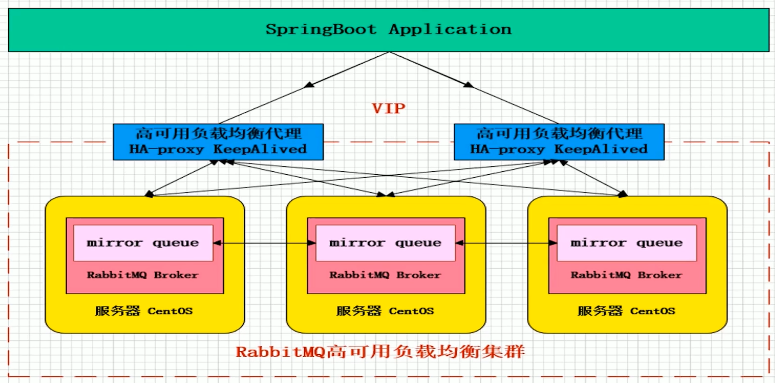 SpringBoot Application
VIP
高可用负载均衡代理
HA-proxy KeepAlived
高可用负载均衡代理
HA-proxy KeepAlived
mirror queue
RabbitMQ Broker
服务器 CentOS
mirror queue
RabbitMQ Broker
服务器 CentOS
mirror queue
RabbitMQ Broker
服务器 CentOS
RabbitMQ高可用负载均衡集群